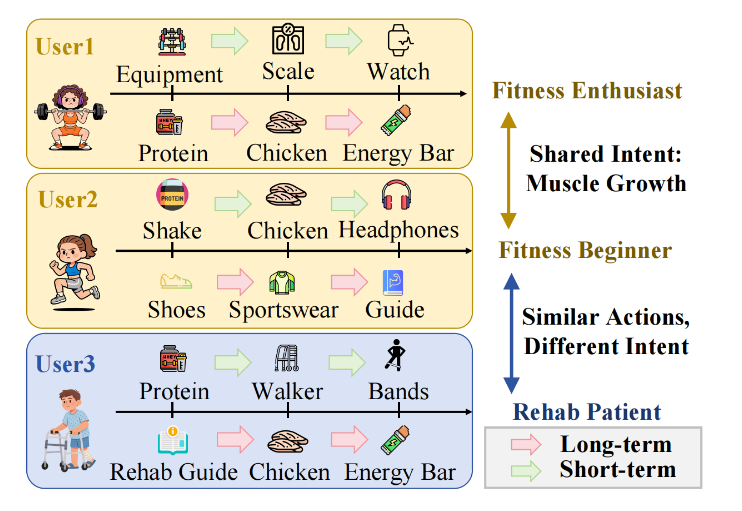 User1
Equipment
Scale
Watch
Protein
Chicken
Energy Bar
User2
PROTEIN
Shake
Chicken
Headphones
Shoes
Sportswear
Guide
User3
Protein
Walker
Bands
Rehab Guide
Chicken
Energy Bar
Fitness Enthusiast
Shared Intent:
Muscle Growth
Fitness Beginner
Similar Actions,
Different Intent
Rehab Patient
Long-term
Short-term